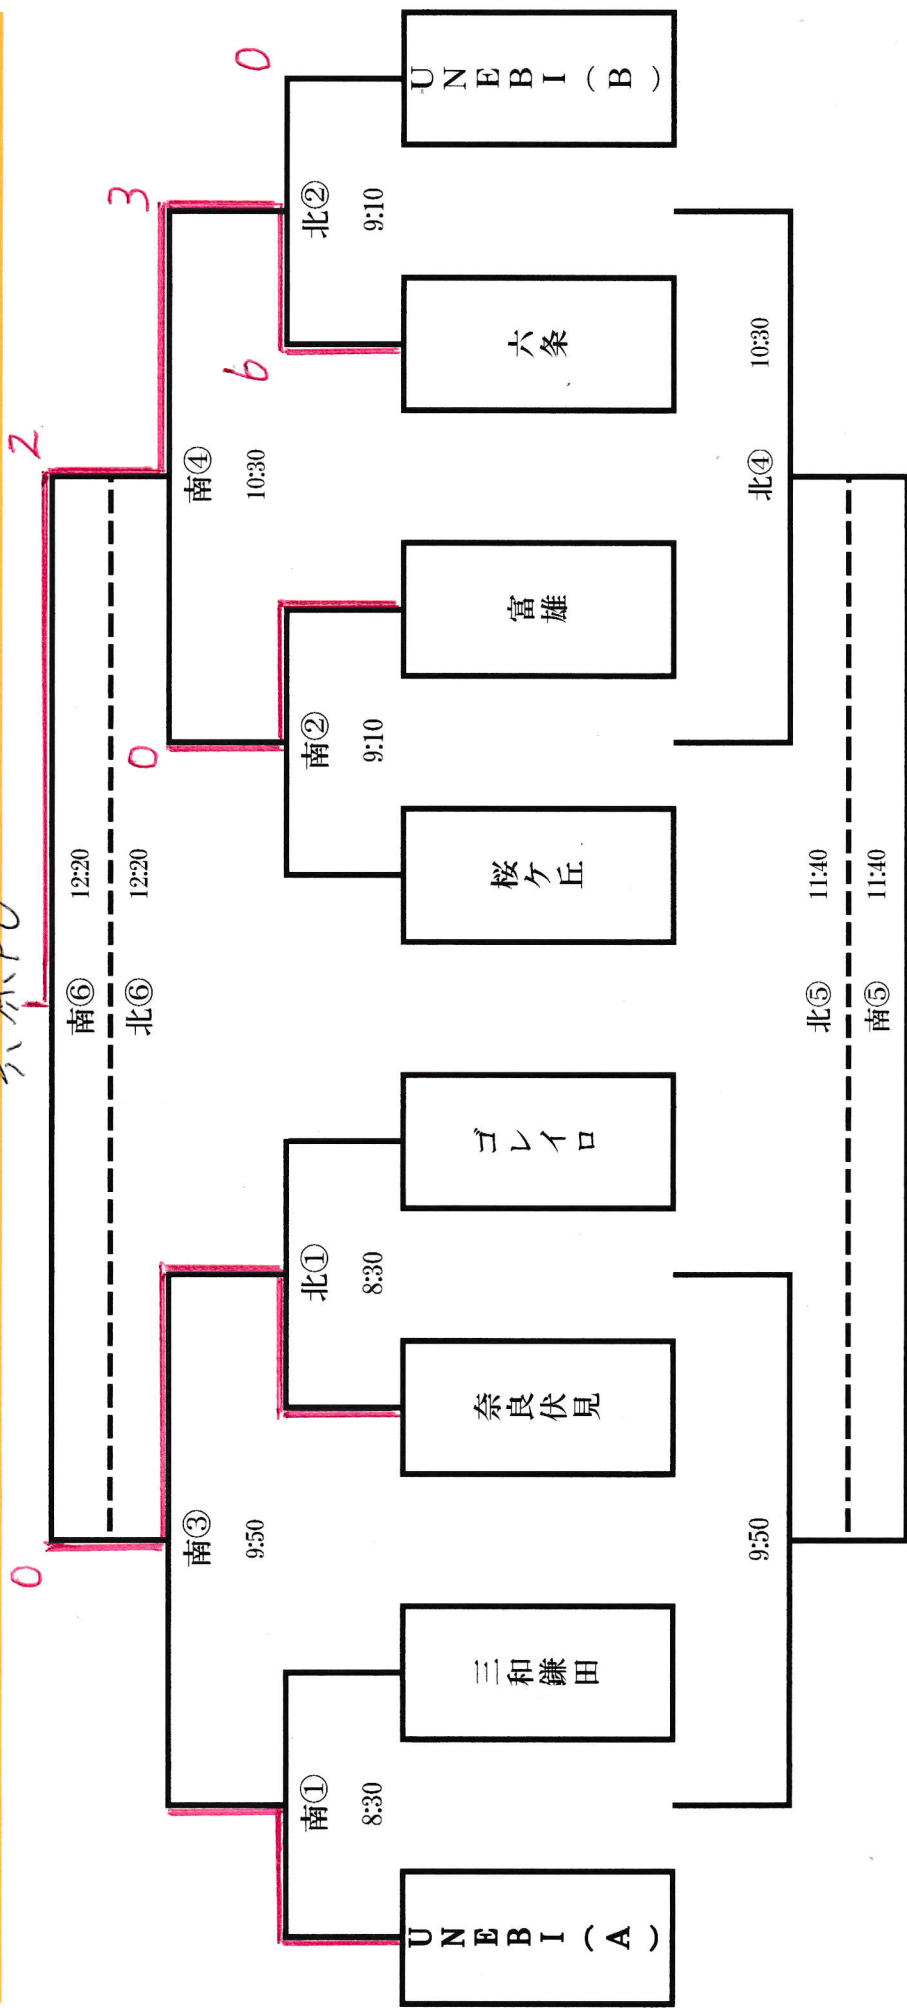 2
0
南⑥ 12:20
北⑥ 12:20
3
0
南③
9:50
南④
10:30
0
6
南①
8:30
北①
8:30
南②
9:10
北②
9:10
UNEBI(A)
三和鎌田
奈良伏見
ゴレイロ
桜ケ丘
富雄
六条
UNEBI(B)
9:50
北④ 10:30
北⑤ 11:40
南⑤ 11:40